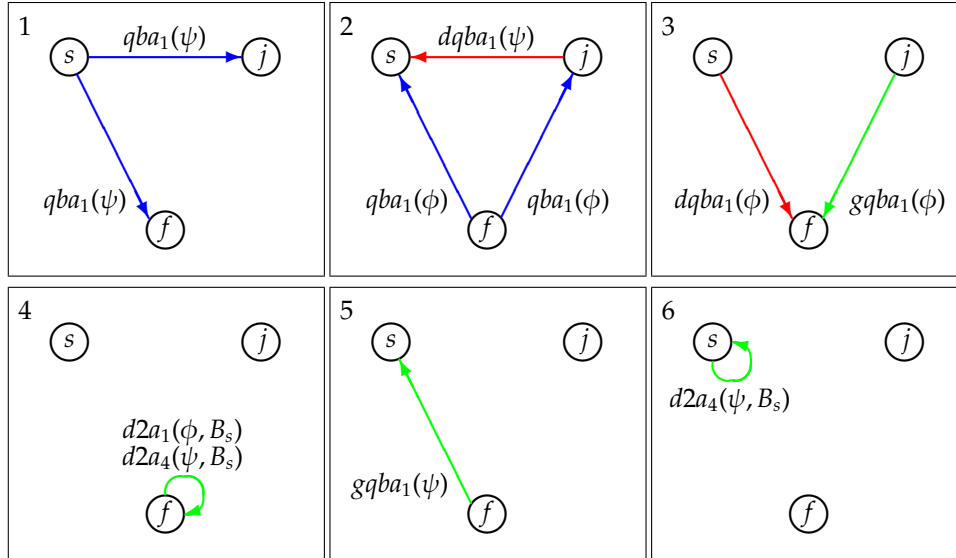 1
qba₁(ψ)
s
j
qba₁(ψ)
f
2
dqba₁(ψ)
s
j
qba₁(ϕ)
qba₁(ϕ)
f
3
s
j
dqba₁(ϕ)
gqba₁(ϕ)
f
4
s
j
d2a₁(ϕ, Bₛ)
d2a₄(ψ, Bₛ)
f
5
s
j
gqba₁(ψ)
f
6
s
j
d2a₄(ψ, Bₛ)
f